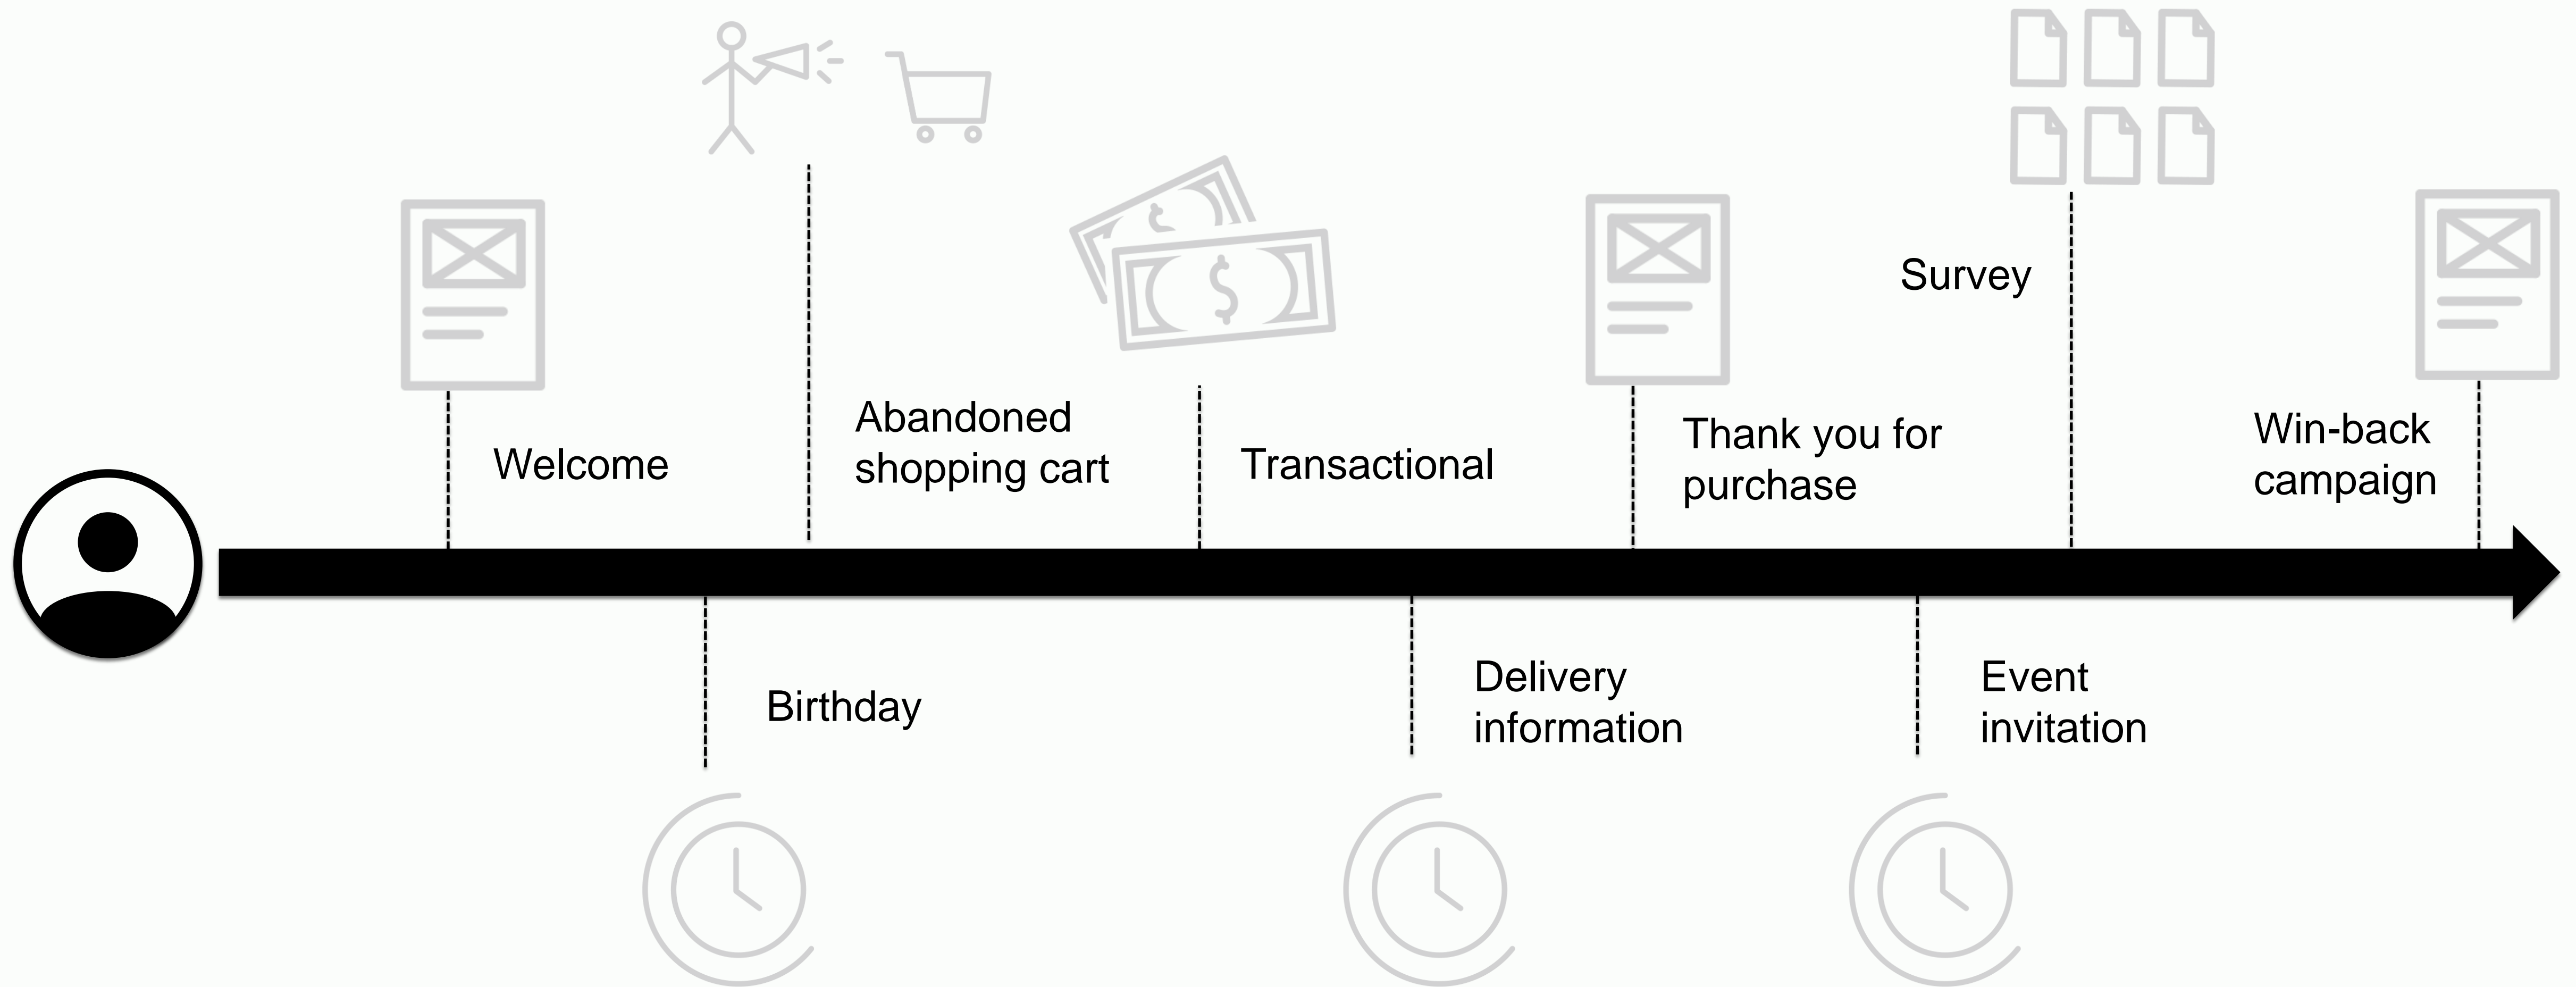 Survey
Abandoned
shopping cart
Welcome
Transactional
Thank you for
purchase
Win-back
campaign
Birthday
Delivery
information
Event
invitation